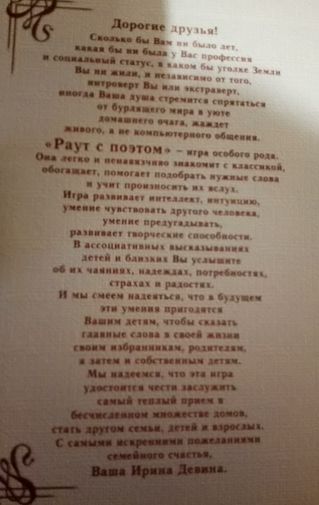 Дорогие друзья!
Сколько бы Вам ни было лет,
какая бы ни была у Вас профессия
и социальный статус, в каком бы уголке Земли
Вы ни жили, и независимо от того,
интроверт Вы или экстраверт,
иногда Ваша душа стремится спрятаться
от бурлящего мира в уюте
домашнего очага, жаждет
живого, а не компьютерного общения.
«Раут с поэтом» – игра особого рода.
Она легко и ненавязчиво знакомит с классикой,
обогащает, помогает подобрать нужные слова
и учит произносить их вслух.
Игра развивает интеллект, интуицию,
умение чувствовать другого человека,
умение предугадывать,
развивает творческие способности.
В ассоциативных высказываниях
детей и близких Вы услышите
об их чаяниях, надеждах, потребностях,
страхах и радостях.
И мы смеем надеяться, что в будущем
эти умения пригодятся
Вашим детям, чтобы сказать
главные слова в своей жизни
своим избранникам, родителям,
а затем и собственным детям.
Мы надеемся, что эта игра
удостоится чести заслужить
самый теплый прием в
бесчисленном множестве домов,
стать другом семьи, детей и взрослых.
С самыми искренними пожеланиями
семейного счастья,
Ваша Ирина Девина.